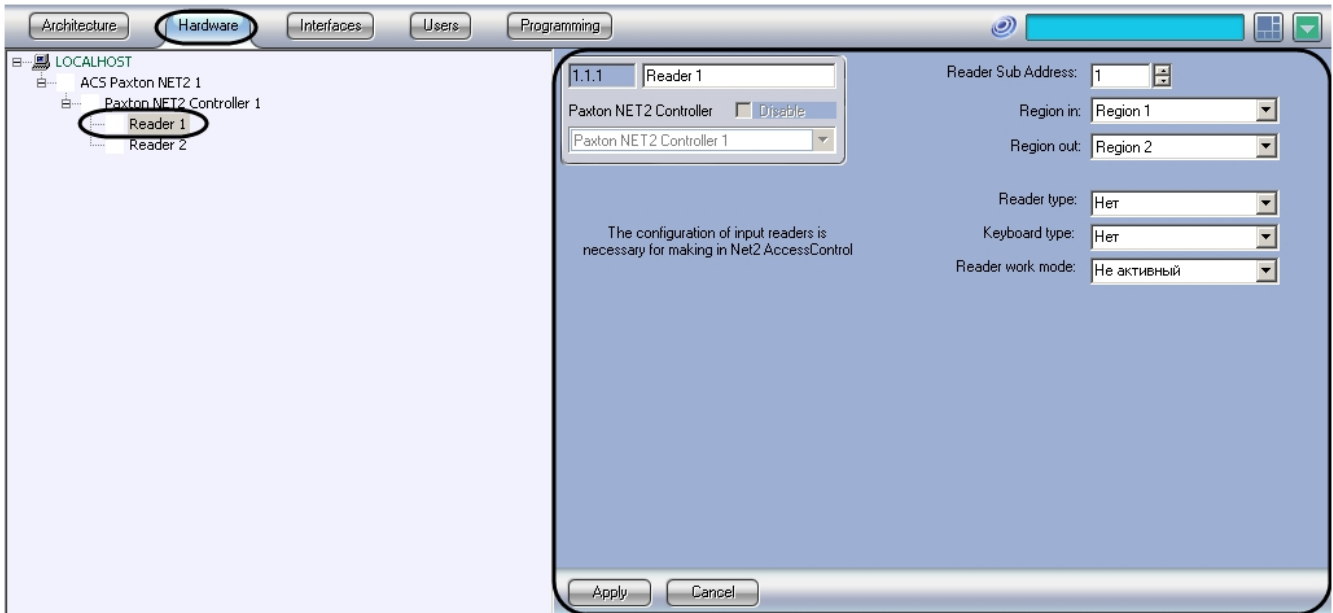 Architecture Hardware Interfaces Users Programming
LOCALHOST
ACS Paxton NET2 1
Paxton NET2 Controller 1
Reader 1
Reader 2
1.1.1 Reader 1
Paxton NET2 Controller Disable
Paxton NET2 Controller 1
The configuration of input readers is
necessary for making in Net2 AccessControl
Reader Sub Address: 1
Region in: Region 1
Region out: Region 2
Reader type: Нет
Keyboard type: Нет
Reader work mode: Не активный
Apply Cancel